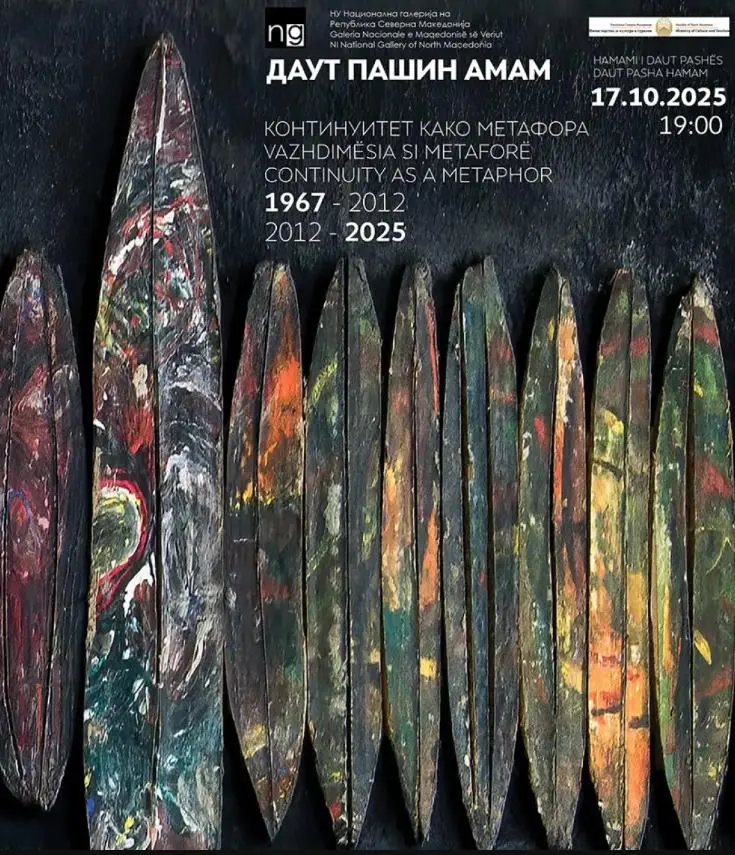 ng
НУ Национална галерија на
Република Северна Македонија
Galeria Nacionale e Maqedonisë së Veriut
NI National Gallery of North Macedonia
ДАУТ ПАШИН АМАМ
HAMAMI I DAUT PASHËS
DAUT PASHA HAMAM
17.10.2025
19:00
КОНТИНУИТЕТ КАКО МЕТАФОРА
VAZHDIMËSIA SI METAFORË
CONTINUITY AS A METAPHOR
1967 - 2012
2012 - 2025